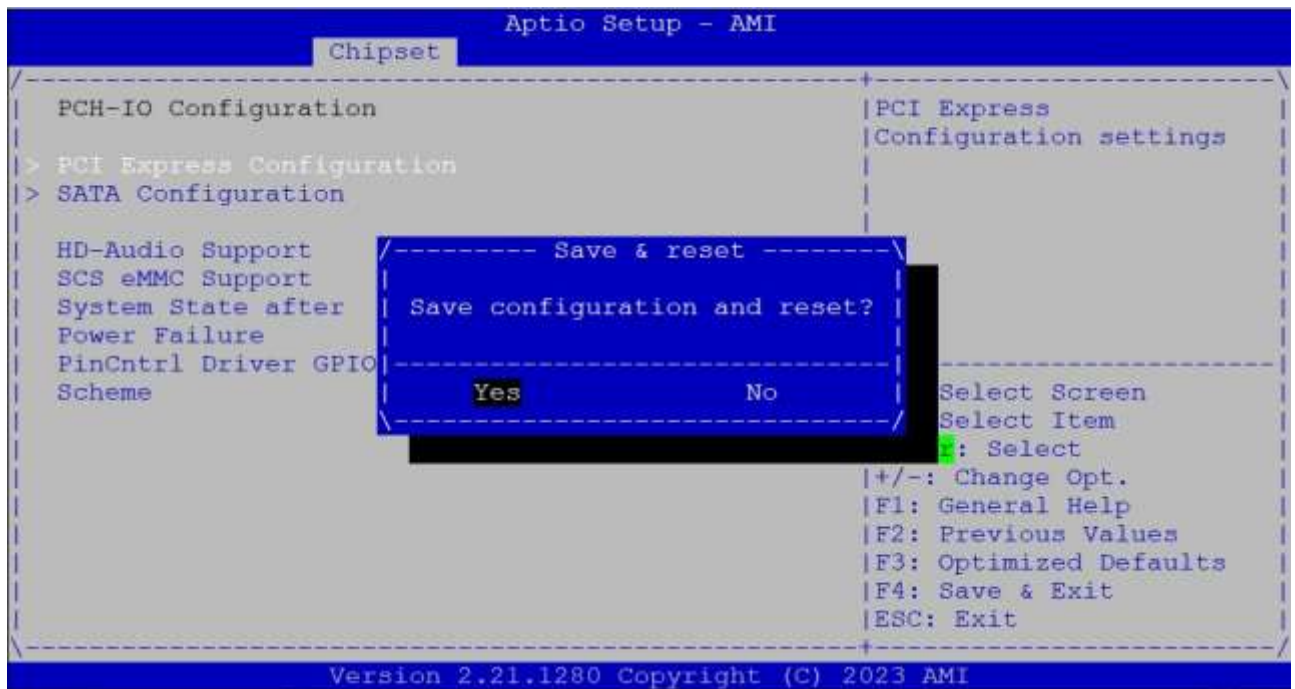 Aptio Setup - AMI
Chipset
PCH-IO Configuration
> PCI Express Configuration
> SATA Configuration
HD-Audio Support
SCS eMMC Support
System State after
Power Failure
PinCntrl Driver GPIO
Scheme
PCI Express
Configuration settings
Save & reset
Save configuration and reset?
Yes No
Select Screen
Select Item
r: Select
+/-: Change Opt.
F1: General Help
F2: Previous Values
F3: Optimized Defaults
F4: Save & Exit
ESC: Exit
Version 2.21.1280 Copyright (C) 2023 AMI